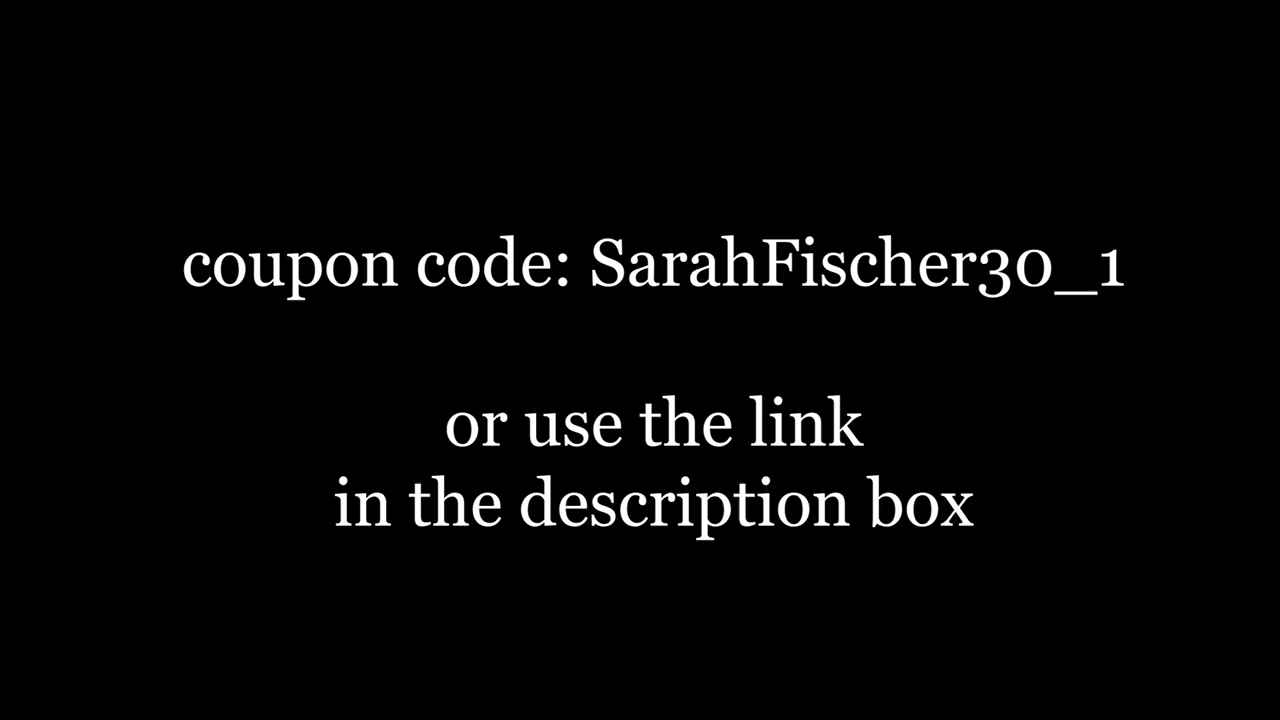 coupon code: SarahFischer30_1
or use the link
in the description box